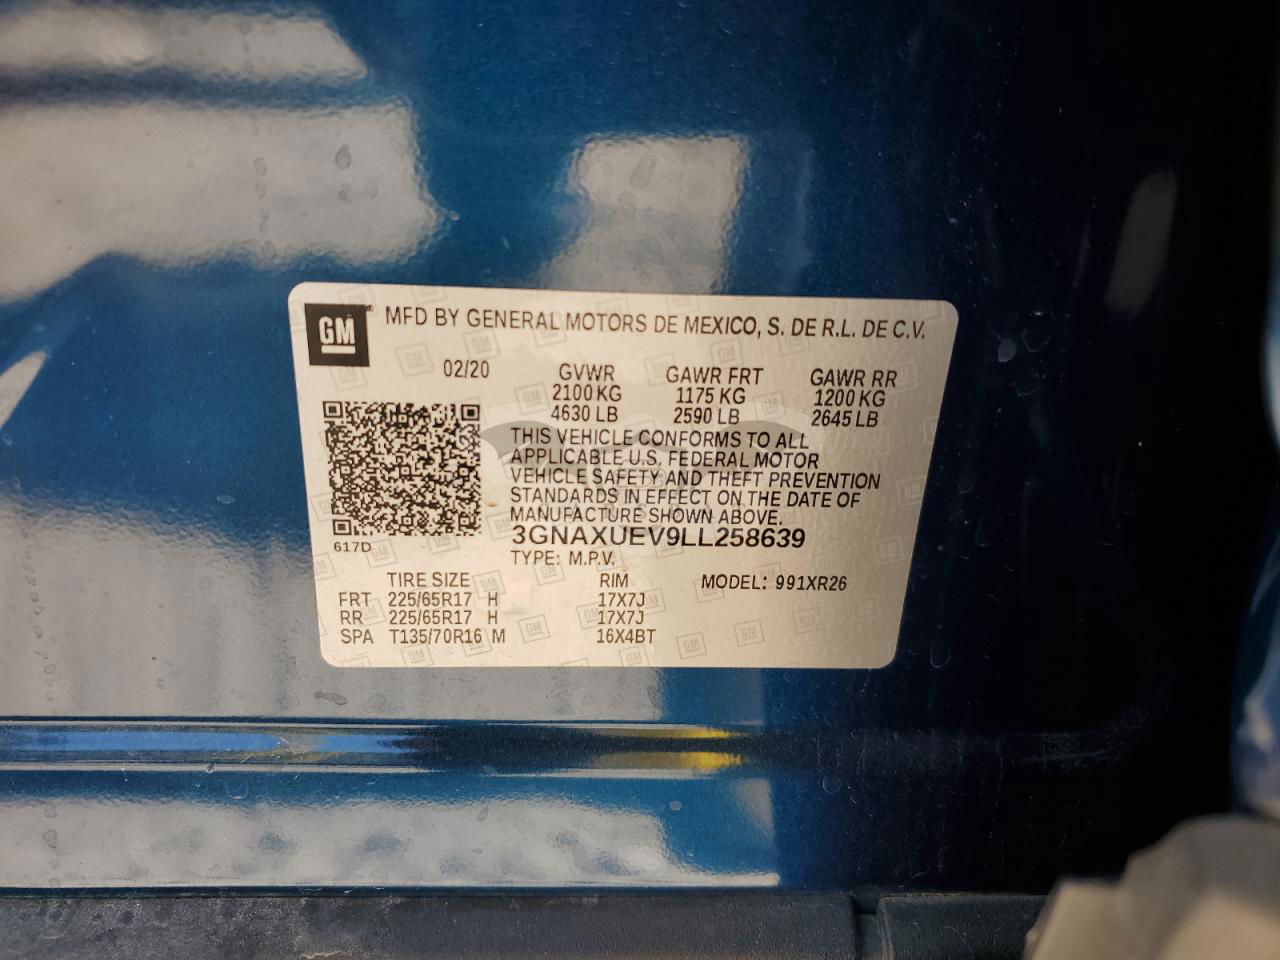 GM
MFD BY GENERAL MOTORS DE MEXICO, S. DE R.L. DE C.V.
02/20 GVWR GAWR FRT GAWR RR
2100 KG 1175 KG 1200 KG
4630 LB 2590 LB 2645 LB
THIS VEHICLE CONFORMS TO ALL
APPLICABLE U.S. FEDERAL MOTOR
VEHICLE SAFETY AND THEFT PREVENTION
STANDARDS IN EFFECT ON THE DATE OF
MANUFACTURE SHOWN ABOVE.
3GNAXUEV9LL258639
617D
TYPE: M.P.V.
TIRE SIZE RIM MODEL: 991XR26
FRT 225/65R17 H 17X7J
RR 225/65R17 H 17X7J
SPA T135/70R16 M 16X4BT